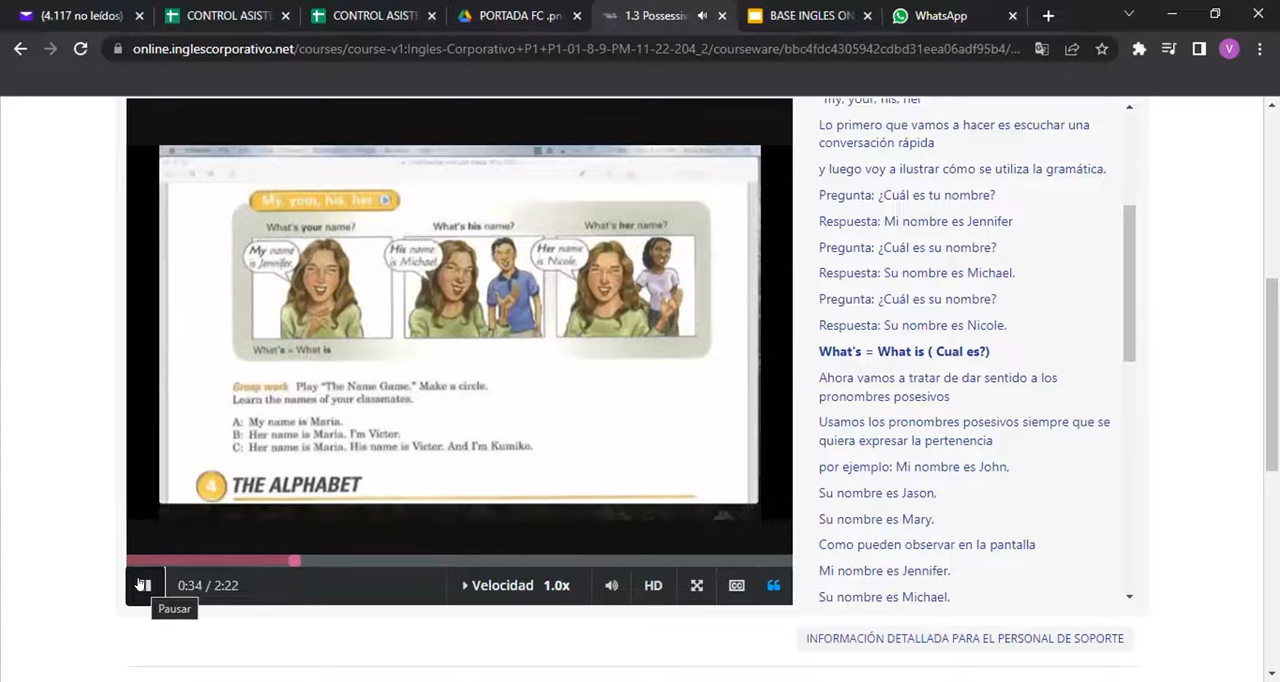 (4.117 no leídos)
CONTROL ASIST
CONTROL ASIST
PORTADA FC .pn
1.3 Possessiv
BASE INGLES ON
WhatsApp
online.inglescorporativo.net/courses/course-v1:Ingles-Corporativo+P1+P1-01-8-9-PM-11-22-204_2/courseware/bbc4fdc4305942cdbd31eea06adf95b4/...
V
My, your, his, her
What's your name?
What's his name?
What's her name?
My name
is Jennifer.
His name
is Michael.
Her name
is Nicole.
What's = What is
Group work Play "The Name Game." Make a circle.
Learn the names of your classmates.
A: My name is Maria.
B: Her name is Maria. I'm Victor.
C: Her name is Maria. His name is Victor. And I'm Kumiko.
4 THE ALPHABET
0:34 / 2:22
Velocidad 1.0x
HD
CC
Pausar
"my, your, his, her
Lo primero que vamos a hacer es escuchar una
conversación rápida
y luego voy a ilustrar cómo se utiliza la gramática.
Pregunta: ¿Cuál es tu nombre?
Respuesta: Mi nombre es Jennifer
Pregunta: ¿Cuál es su nombre?
Respuesta: Su nombre es Michael.
Pregunta: ¿Cuál es su nombre?
Respuesta: Su nombre es Nicole.
What's = What is ( Cual es?)
Ahora vamos a tratar de dar sentido a los
pronombres posesivos
Usamos los pronombres posesivos siempre que se
quiera expresar la pertenencia
por ejemplo: Mi nombre es John,
Su nombre es Jason,
Su nombre es Mary.
Como pueden observar en la pantalla
Mi nombre es Jennifer.
Su nombre es Michael.
INFORMACIÓN DETALLADA PARA EL PERSONAL DE SOPORTE